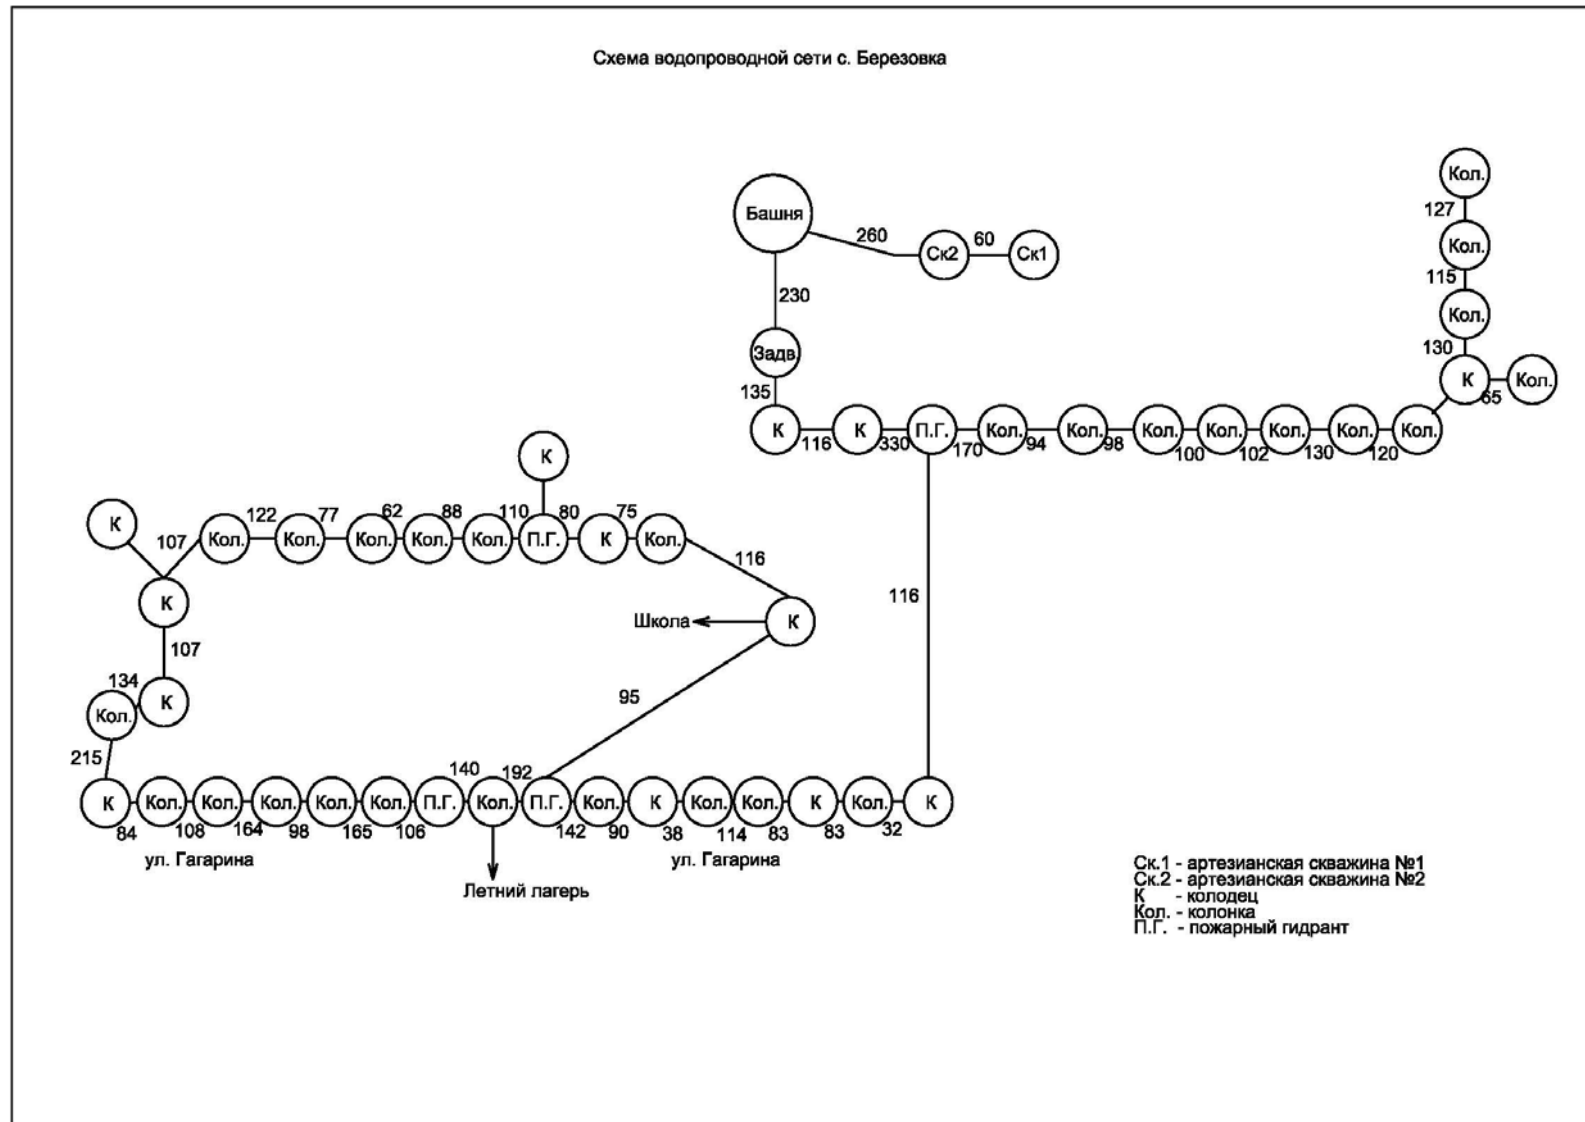 Схема водопроводной сети с. Березовка
Кол.
127
Башня
260
60
Кол.
Ск2
Ск1
115
230
Кол.
Задв.
130
135
К
65
Кол.
К
116
К
330
П.Г.
170
Кол.
94
Кол.
98
Кол.
100
Кол.
102
Кол.
130
Кол.
120
Кол.
К
К
107
Кол.
122
Кол.
77
Кол.
62
Кол.
88
Кол.
110
П.Г.
80
К
75
Кол.
116
116
К
Школа
К
107
134
К
Кол.
95
215
140
192
К
Кол.
Кол.
Кол.
Кол.
Кол.
П.Г.
Кол.
П.Г.
Кол.
К
Кол.
Кол.
К
Кол.
К
84
108
164
98
165
106
142
90
38
114
83
83
32
ул. Гагарина
ул. Гагарина
Летний лагерь
Ск.1 - артезианская скважина №1
Ск.2 - артезианская скважина №2
К - колодец
Кол. - колонка
П.Г. - пожарный гидрант